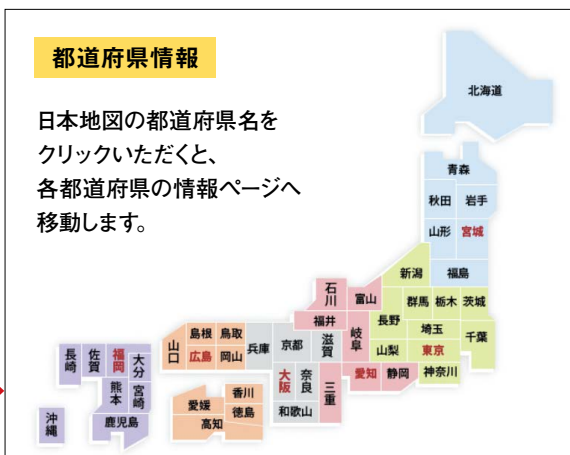 都道府県情報
日本地図の都道府県名を
クリックいただくと、
各都道府県の情報ページへ
移動します。
北海道
青森
秋田
岩手
山形
宮城
福島
新潟
群馬
栃木
茨城
長野
埼玉
千葉
山梨
東京
神奈川
石川
富山
福井
岐阜
愛知
静岡
三重
滋賀
京都
兵庫
大阪
奈良
和歌山
鳥取
島根
岡山
広島
山口
香川
愛媛
徳島
高知
福岡
佐賀
長崎
大分
熊本
宮崎
鹿児島
沖縄